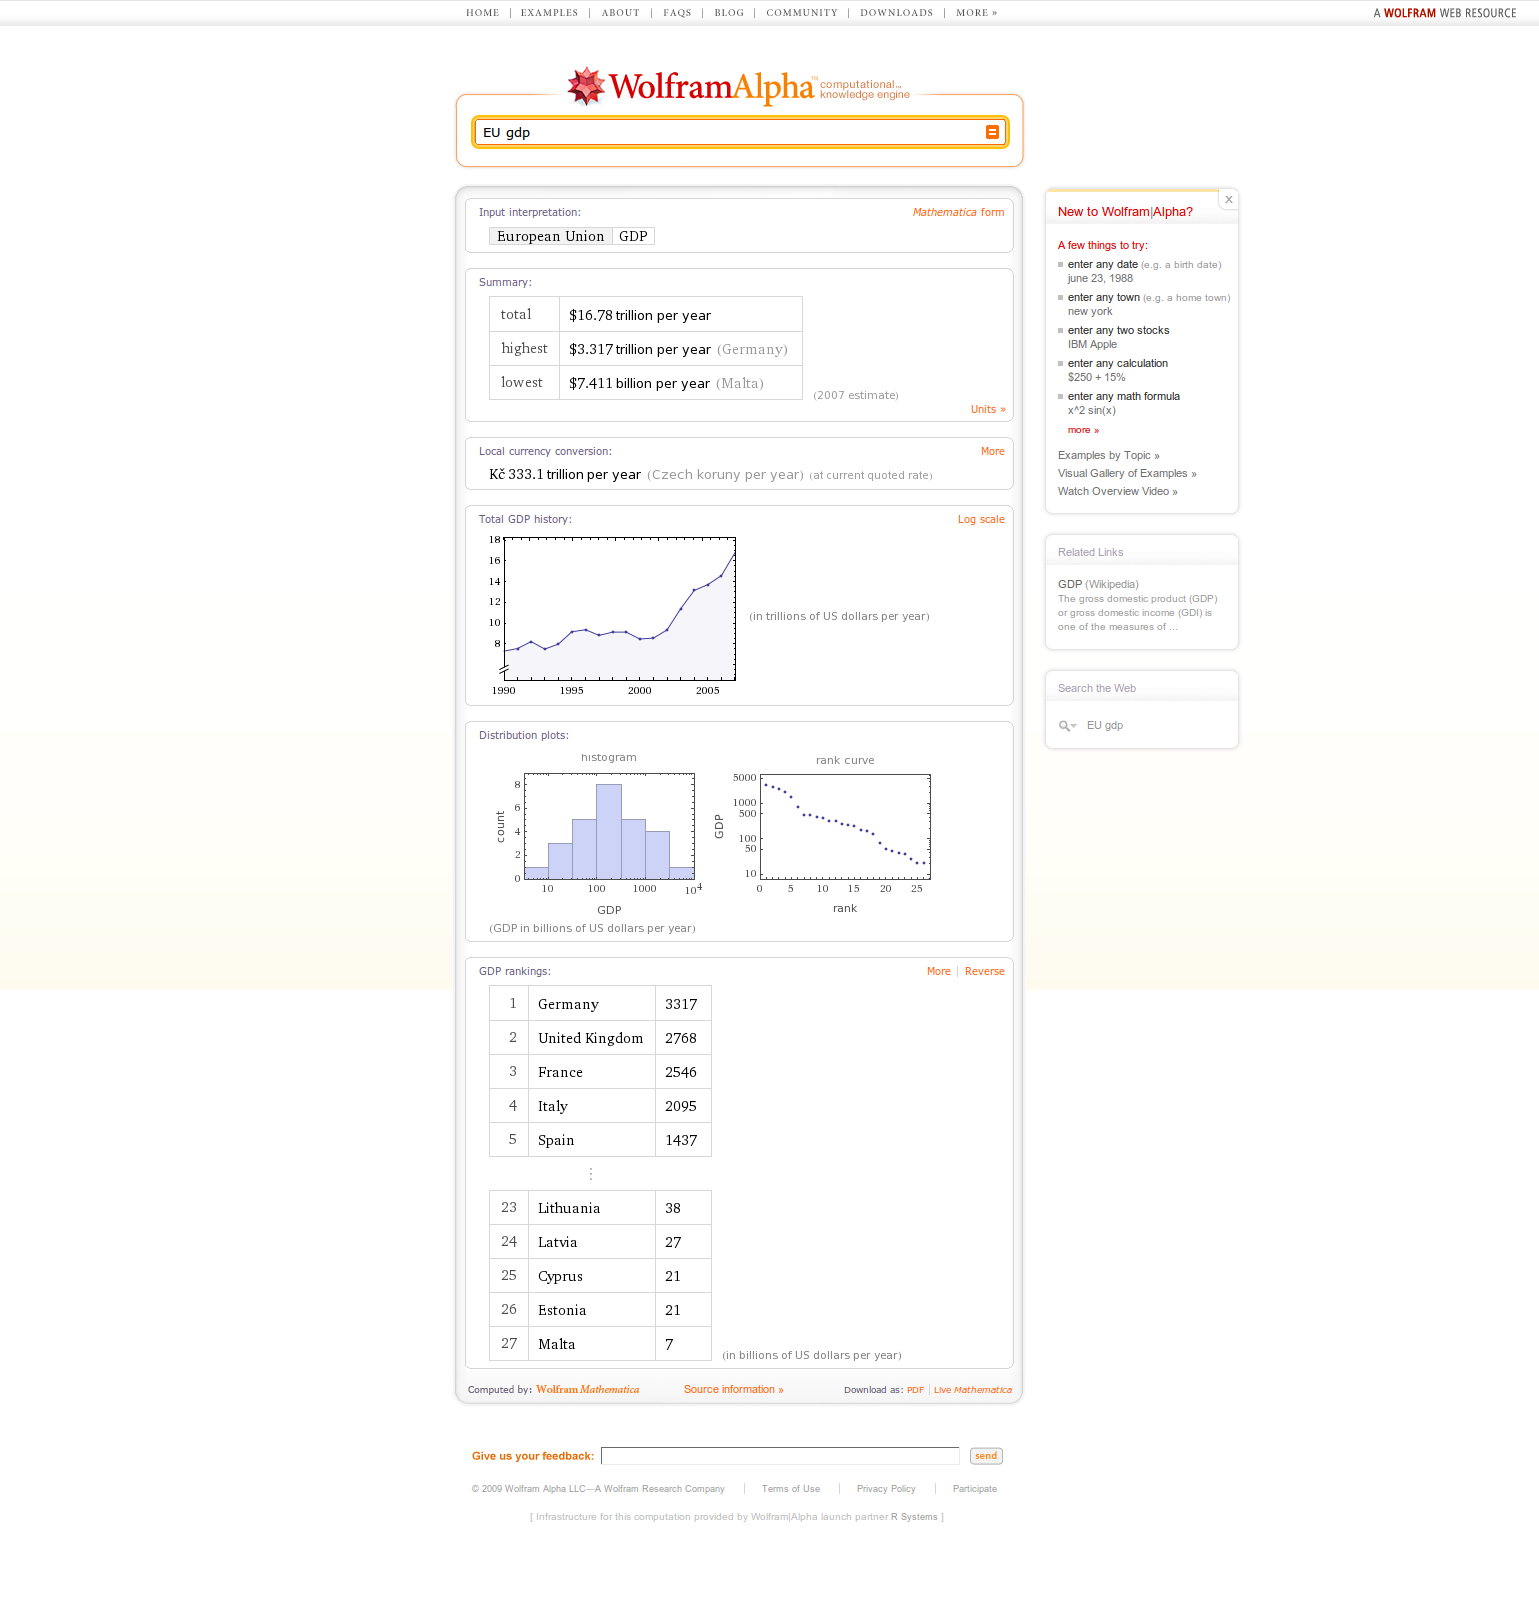 HOME | EXAMPLES | ABOUT | FAQS | BLOG | COMMUNITY | DOWNLOADS | MORE »
A WOLFRAM WEB RESOURCE
WolframAlpha™ computational...
knowledge engine
EU gdp
Input interpretation:
Mathematica form
European Union GDP
Summary:
total $16.78 trillion per year
highest $3.317 trillion per year (Germany)
lowest $7.411 billion per year (Malta)
(2007 estimate)
Units »
Local currency conversion:
More
Kč 333.1 trillion per year (Czech koruny per year) (at current quoted rate)
Total GDP history:
Log scale
18
16
14
12
10
8
1990 1995 2000 2005
(in trillions of US dollars per year)
Distribution plots:
histogram
count
8
6
4
2
0
10 100 1000 10^4
GDP
rank curve
GDP
5000
1000
500
100
50
10
0 5 10 15 20 25
rank
(GDP in billions of US dollars per year)
GDP rankings:
More | Reverse
1 Germany 3317
2 United Kingdom 2768
3 France 2546
4 Italy 2095
5 Spain 1437
⋮
23 Lithuania 38
24 Latvia 27
25 Cyprus 21
26 Estonia 21
27 Malta 7
(in billions of US dollars per year)
Computed by: Wolfram Mathematica
Source information »
Download as: PDF | Live Mathematica
New to Wolfram|Alpha?
X
A few things to try:
enter any date (e.g. a birth date)
june 23, 1988
enter any town (e.g. a home town)
new york
enter any two stocks
IBM Apple
enter any calculation
$250 + 15%
enter any math formula
x^2 sin(x)
more »
Examples by Topic »
Visual Gallery of Examples »
Watch Overview Video »
Related Links
GDP (Wikipedia)
The gross domestic product (GDP)
or gross domestic income (GDI) is
one of the measures of ...
Search the Web
EU gdp
Give us your feedback:
send
© 2009 Wolfram Alpha LLC—A Wolfram Research Company | Terms of Use | Privacy Policy | Participate
[ Infrastructure for this computation provided by Wolfram|Alpha launch partner R Systems ]